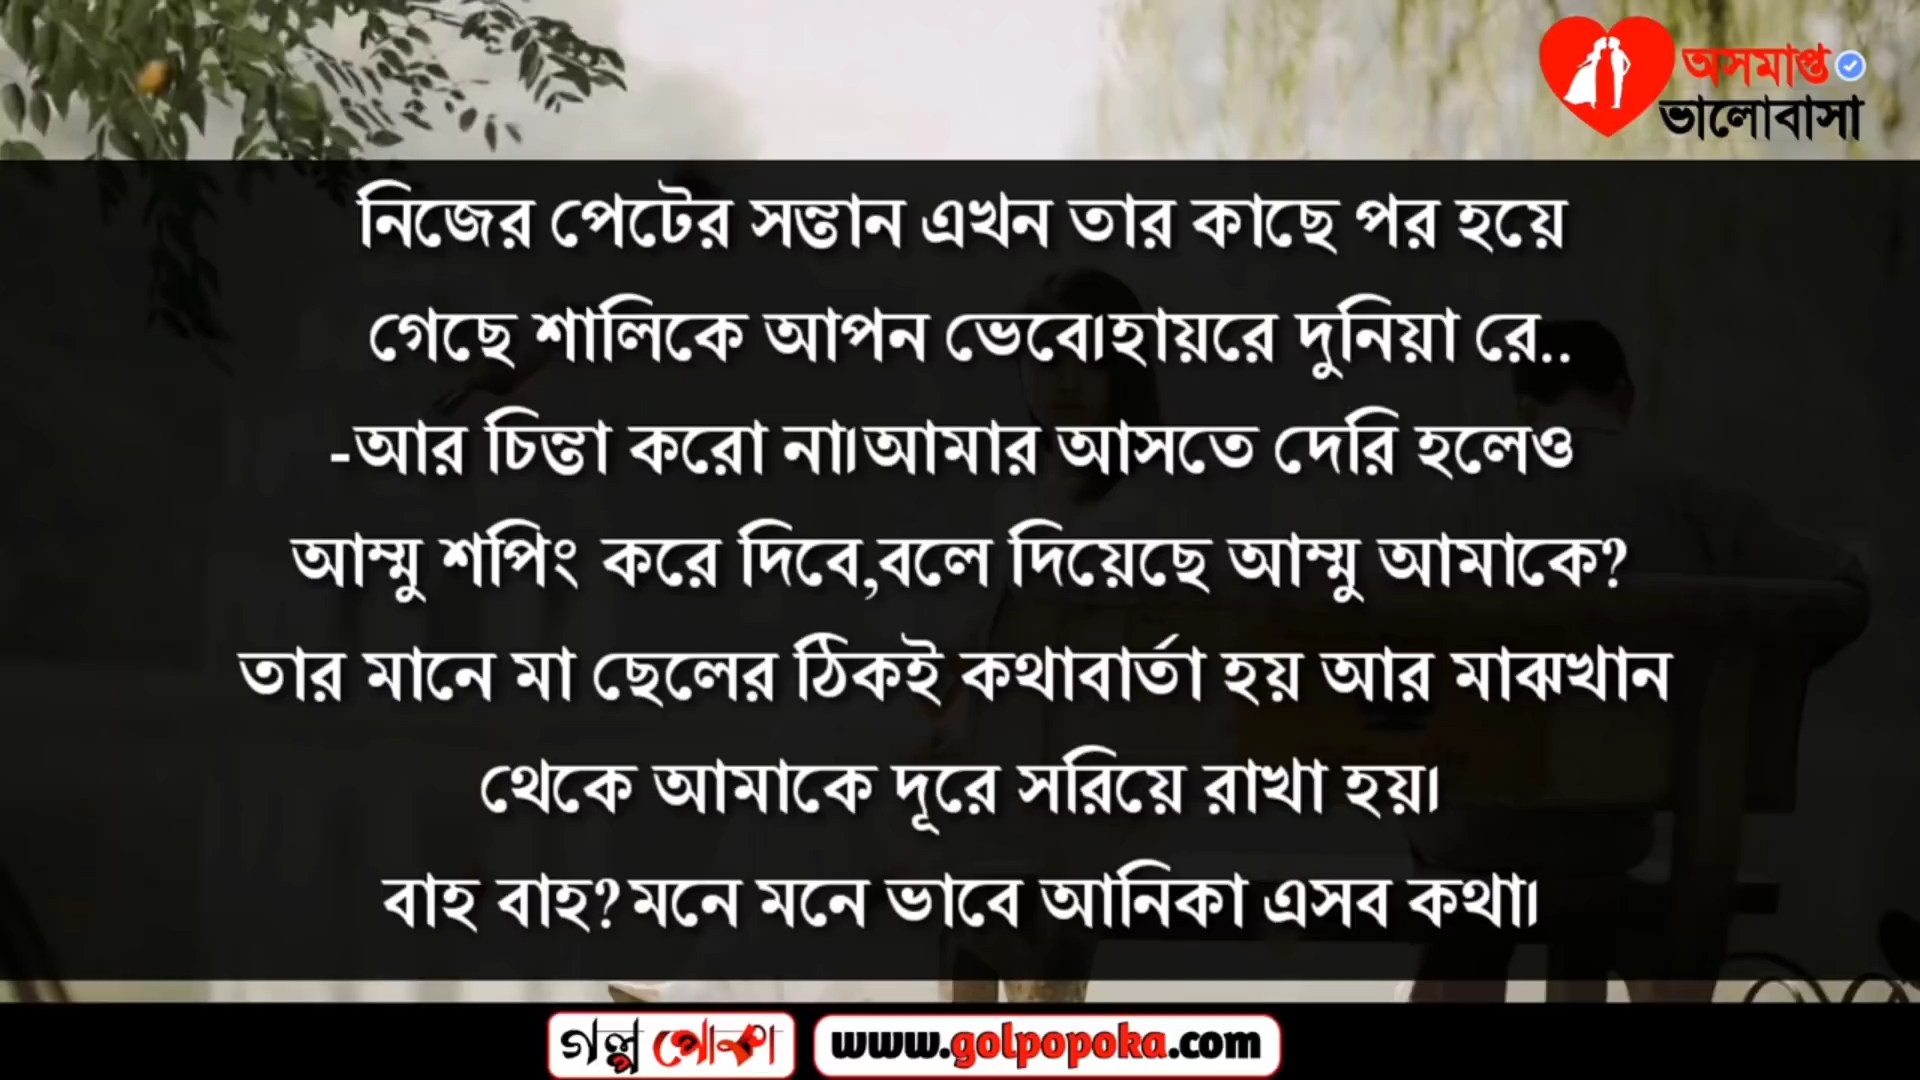 অসমাপ্ত
ভালোবাসা
নিজের পেটের সন্তান এখন তার কাছে পর হয়ে
গেছে শালিকে আপন ভেবে।হায়রে দুনিয়া রে..
-আর চিন্তা করো না।আমার আসতে দেরি হলেও
আম্মু শপিং করে দিবে,বলে দিয়েছে আম্মু আমাকে?
তার মানে মা ছেলের ঠিকই কথাবার্তা হয় আর মাঝখান
থেকে আমাকে দূরে সরিয়ে রাখা হয়।
বাহ বাহ?মনে মনে ভাবে আনিকা এসব কথা।
গল্প পোকা www.golpopoka.com